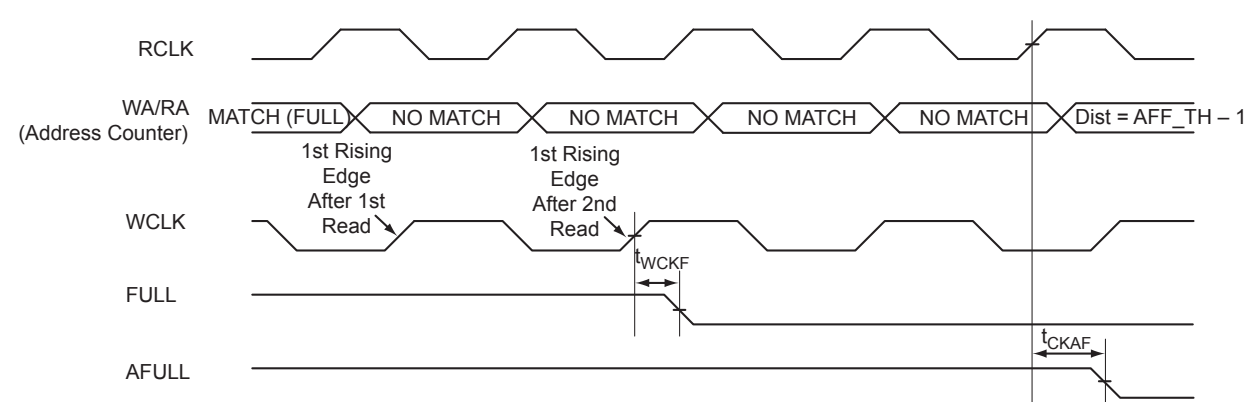 RCLK
WA/RA
(Address Counter)
MATCH (FULL)
NO MATCH
NO MATCH
NO MATCH
NO MATCH
Dist = AFF_TH – 1
1st Rising
Edge
After 1st
Read
1st Rising
Edge
After 2nd
Read
WCLK
tWCKF
FULL
tCKAF
AFULL